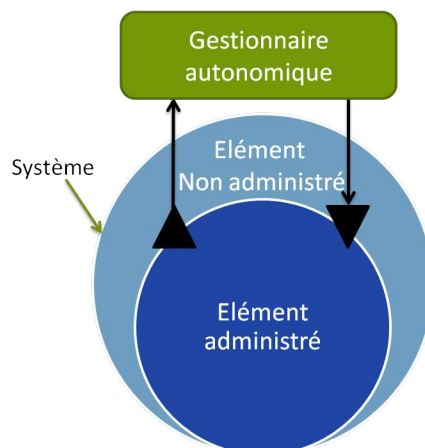 Gestionnaire
autonomique
Elément
Non administré
Système
Elément
administré